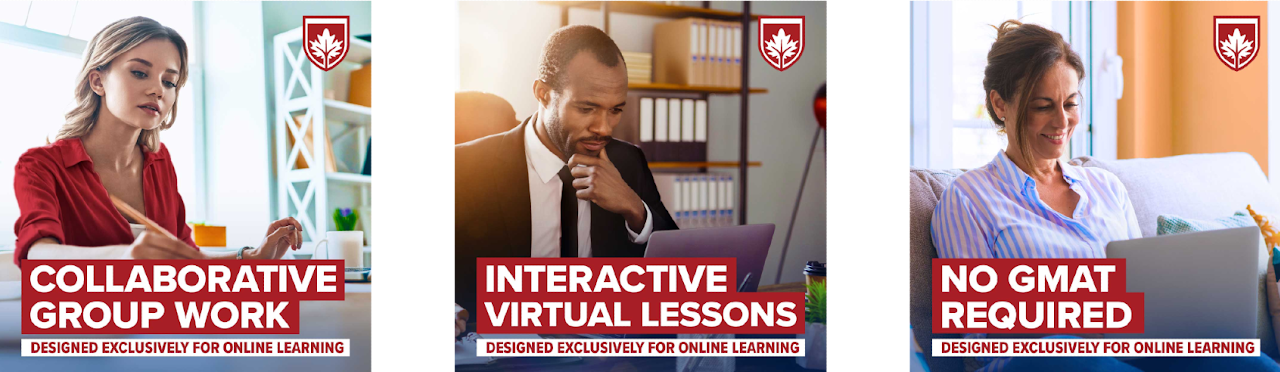 COLLABORATIVE
GROUP WORK
DESIGNED EXCLUSIVELY FOR ONLINE LEARNING
INTERACTIVE
VIRTUAL LESSONS
DESIGNED EXCLUSIVELY FOR ONLINE LEARNING
NO GMAT
REQUIRED
DESIGNED EXCLUSIVELY FOR ONLINE LEARNING